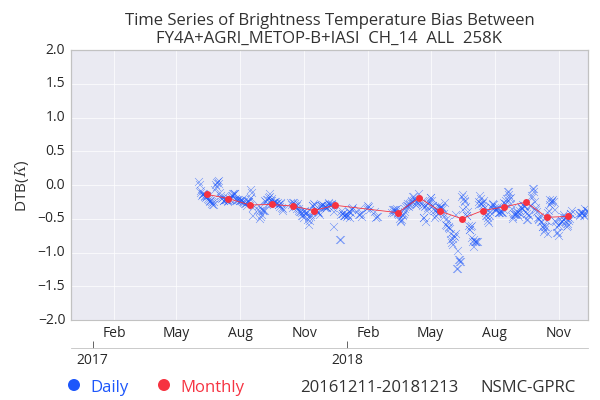 Time Series of Brightness Temperature Bias Between
FY4A+AGRI_METOP-B+IASI CH_14 ALL 258K
DTB(K)
2.0
1.5
1.0
0.5
0.0
−0.5
−1.0
−1.5
−2.0
Feb May Aug Nov Feb May Aug Nov
2017 2018
Daily Monthly 20161211-20181213 NSMC-GPRC